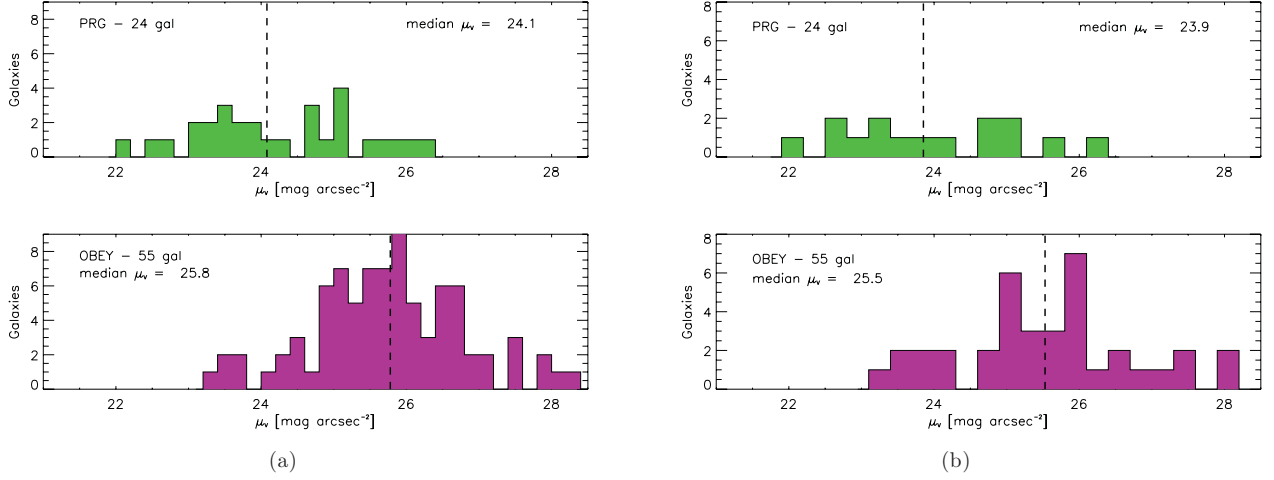 PRG – 24 gal
median μᵥ = 24.1
Galaxies
8
6
4
2
0
22 24 26 28
μᵥ [mag arcsec⁻²]
OBEY – 55 gal
median μᵥ = 25.8
Galaxies
8
6
4
2
0
22 24 26 28
μᵥ [mag arcsec⁻²]
(a)
PRG – 24 gal
median μᵥ = 23.9
Galaxies
8
6
4
2
0
22 24 26 28
μᵥ [mag arcsec⁻²]
OBEY – 55 gal
median μᵥ = 25.5
Galaxies
8
6
4
2
0
22 24 26 28
μᵥ [mag arcsec⁻²]
(b)